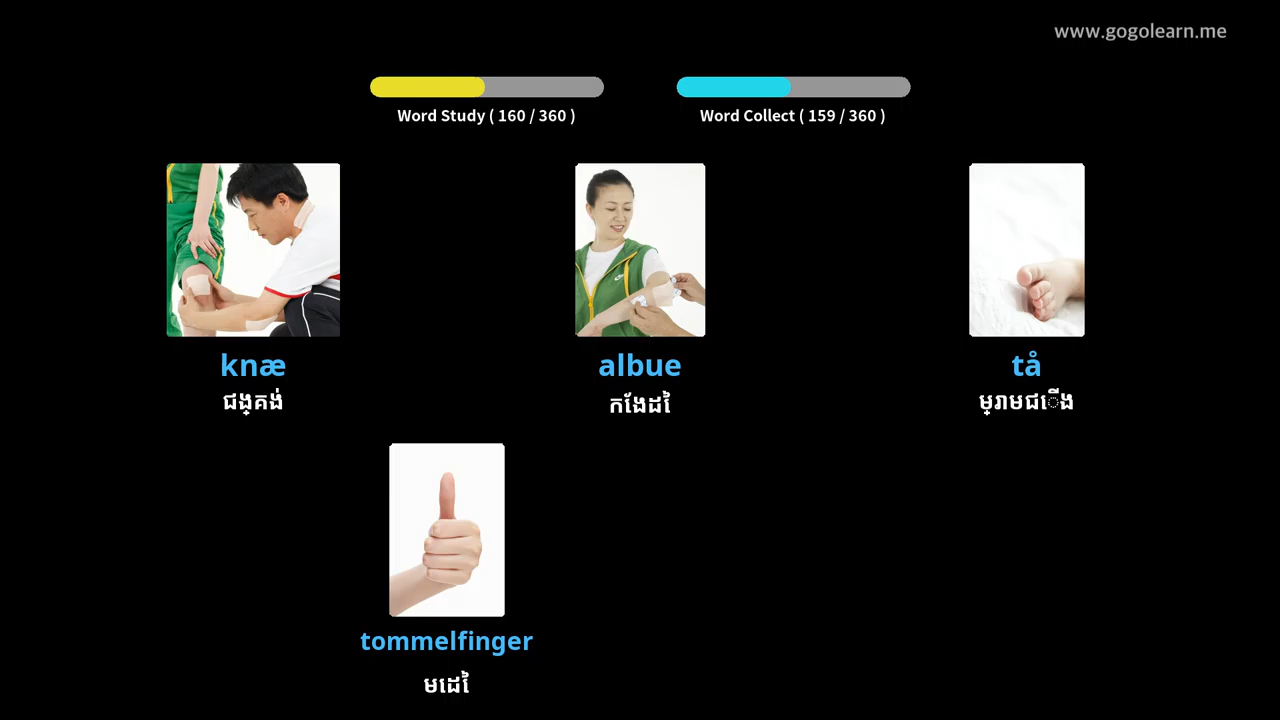 www.gogolearn.me
Word Study ( 160 / 360 )
Word Collect ( 159 / 360 )
knæ
ជង្គង់
albue
កែងដៃ
tå
ម្រាមជើង
tommelfinger
មេដៃ